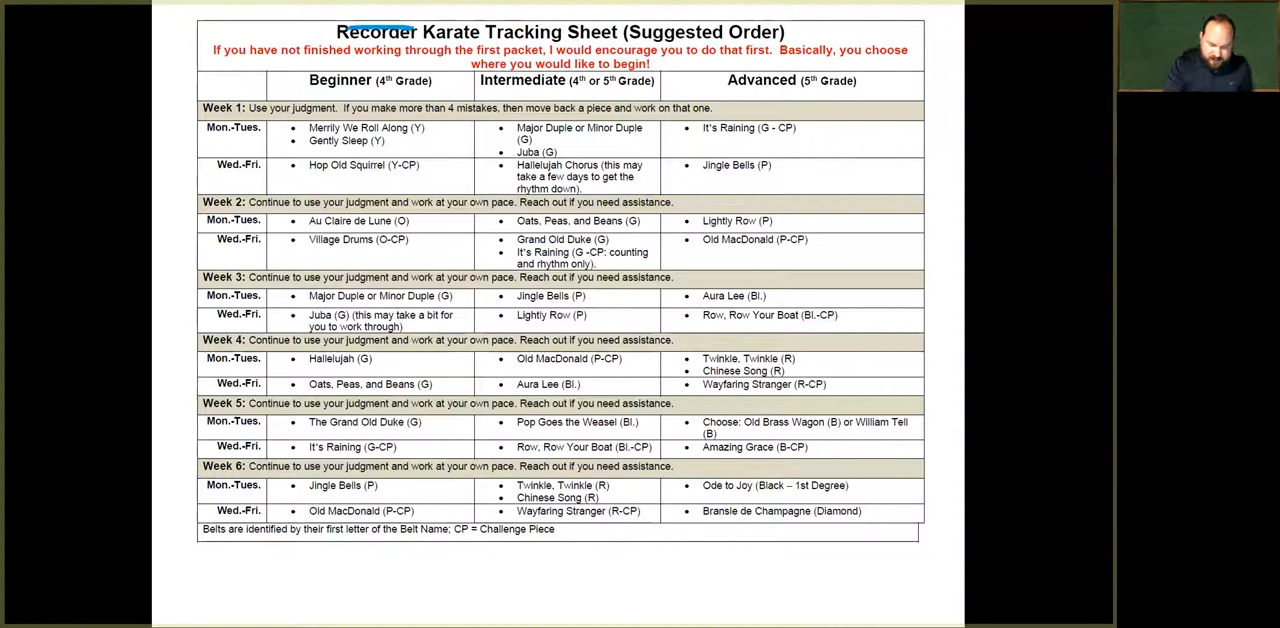 Recorder Karate Tracking Sheet (Suggested Order)
If you have not finished working through the first packet, I would encourage you to do that first. Basically, you choose
where you would like to begin!
Beginner (4th Grade) Intermediate (4th or 5th Grade) Advanced (5th Grade)
Week 1: Use your judgment. If you make more than 4 mistakes, then move back a piece and work on that one.
Mon.-Tues.
• Merrily We Roll Along (Y)
• Gently Sleep (Y)
• Major Duple or Minor Duple
(G)
• Juba (G)
• It's Raining (G - CP)
Wed.-Fri.
• Hop Old Squirrel (Y-CP)
• Hallelujah Chorus (this may
take a few days to get the
rhythm down).
• Jingle Bells (P)
Week 2: Continue to use your judgment and work at your own pace. Reach out if you need assistance.
Mon.-Tues.
• Au Claire de Lune (O)
• Oats, Peas, and Beans (G)
• Lightly Row (P)
Wed.-Fri.
• Village Drums (O-CP)
• Grand Old Duke (G)
• It's Raining (G -CP: counting
and rhythm only).
• Old MacDonald (P-CP)
Week 3: Continue to use your judgment and work at your own pace. Reach out if you need assistance.
Mon.-Tues.
• Major Duple or Minor Duple (G)
• Jingle Bells (P)
• Aura Lee (Bl.)
Wed.-Fri.
• Juba (G) (this may take a bit for
you to work through)
• Lightly Row (P)
• Row, Row Your Boat (Bl.-CP)
Week 4: Continue to use your judgment and work at your own pace. Reach out if you need assistance.
Mon.-Tues.
• Hallelujah (G)
• Old MacDonald (P-CP)
• Twinkle, Twinkle (R)
• Chinese Song (R)
Wed.-Fri.
• Oats, Peas, and Beans (G)
• Aura Lee (Bl.)
• Wayfaring Stranger (R-CP)
Week 5: Continue to use your judgment and work at your own pace. Reach out if you need assistance.
Mon.-Tues.
• The Grand Old Duke (G)
• Pop Goes the Weasel (Bl.)
• Choose: Old Brass Wagon (B) or William Tell
(B)
Wed.-Fri.
• It's Raining (G-CP)
• Row, Row Your Boat (Bl.-CP)
• Amazing Grace (B-CP)
Week 6: Continue to use your judgment and work at your own pace. Reach out if you need assistance.
Mon.-Tues.
• Jingle Bells (P)
• Twinkle, Twinkle (R)
• Chinese Song (R)
• Ode to Joy (Black – 1st Degree)
Wed.-Fri.
• Old MacDonald (P-CP)
• Wayfaring Stranger (R-CP)
• Bransle de Champagne (Diamond)
Belts are identified by their first letter of the Belt Name; CP = Challenge Piece